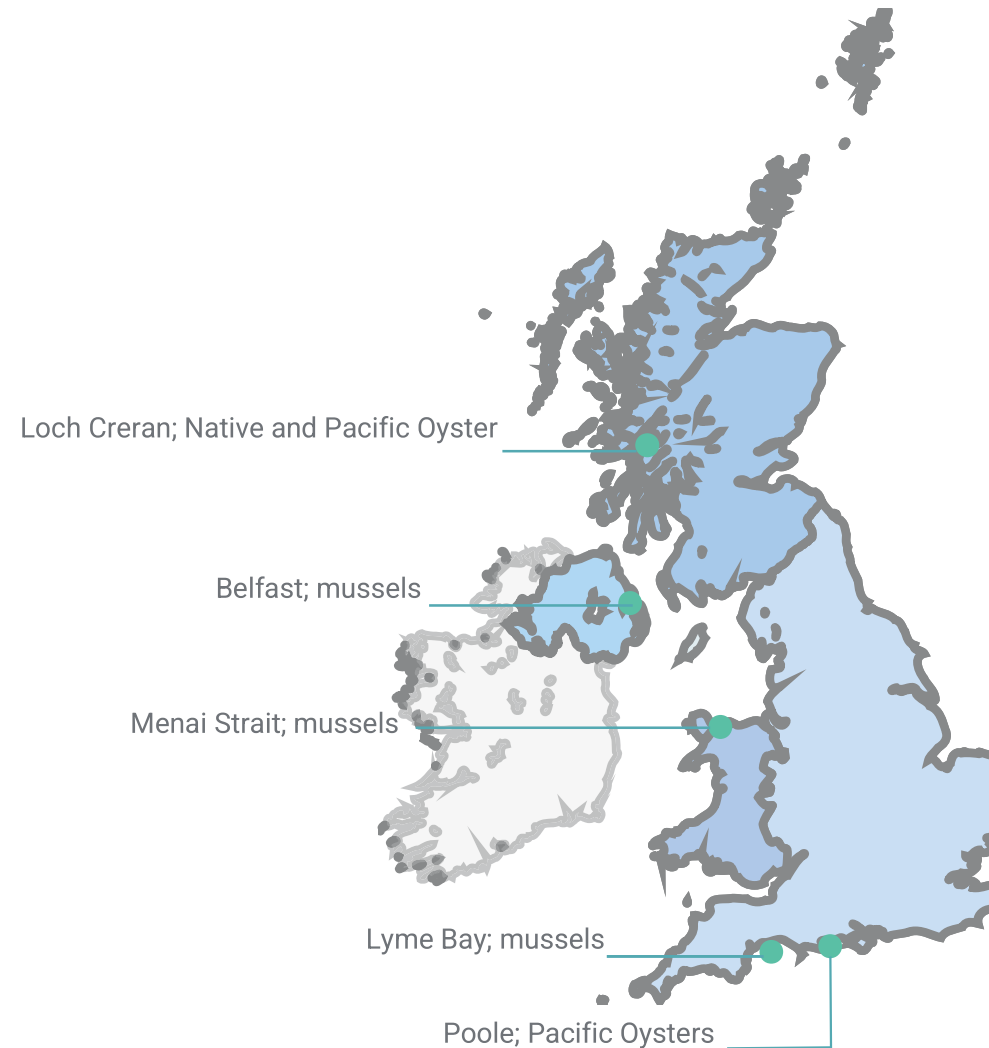 Loch Creran; Native and Pacific Oyster
Belfast; mussels
Menai Strait; mussels
Lyme Bay; mussels
Poole; Pacific Oysters